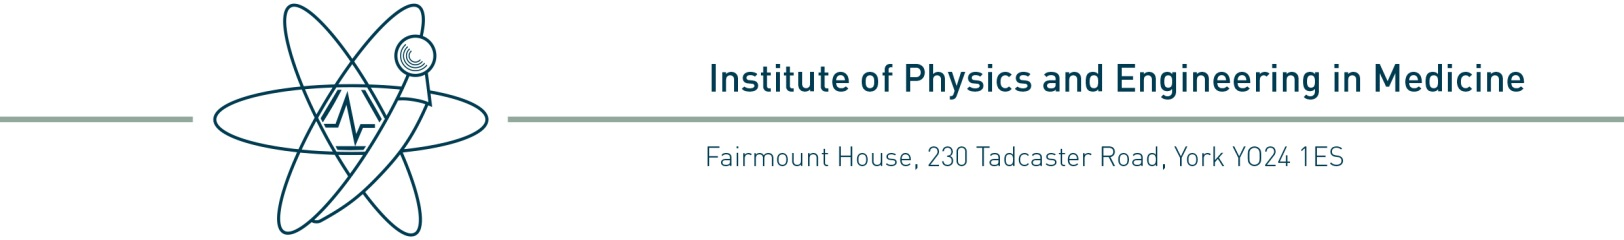 Institute of Physics and Engineering in Medicine
Fairmount House, 230 Tadcaster Road, York YO24 1ES